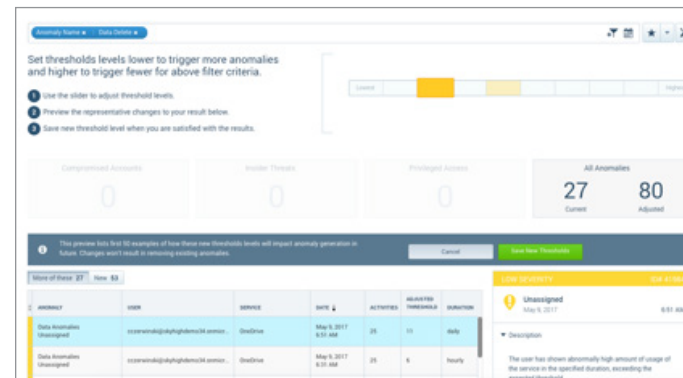 Anomaly Name Data Delete
Set thresholds levels lower to trigger more anomalies
and higher to trigger fewer for above filter criteria.
1 Use the slider to adjust threshold levels.
2 Preview the representative changes to your result below.
3 Save new threshold level when you are satisfied with the results.
Lowest
Compromised Accounts
0
Insider Threats
0
Privileged Access
0
All Anomalies
27 80
Current Adjusted
This preview lists first 50 examples of how these new thresholds levels will impact anomaly generation in
future. Changes won't result in removing existing anomalies.
Cancel
Save New Thresholds
More of these 27 New 53
ANOMALY USER SERVICE DATE ACTIVITIES ADJUSTED THRESHOLD DURATION
Data Anomalies
Unassigned
OneDrive
May 9, 2017
6:51 AM
25 11 daily
Data Anomalies
Unassigned
OneDrive
May 9, 2017
6:51 AM
25 6 hourly
LOW SEVERITY
Unassigned
May 9, 2017
6:51 AM
Description
The user has shown abnormally high amount of usage of
the service in the specified duration, exceeding the